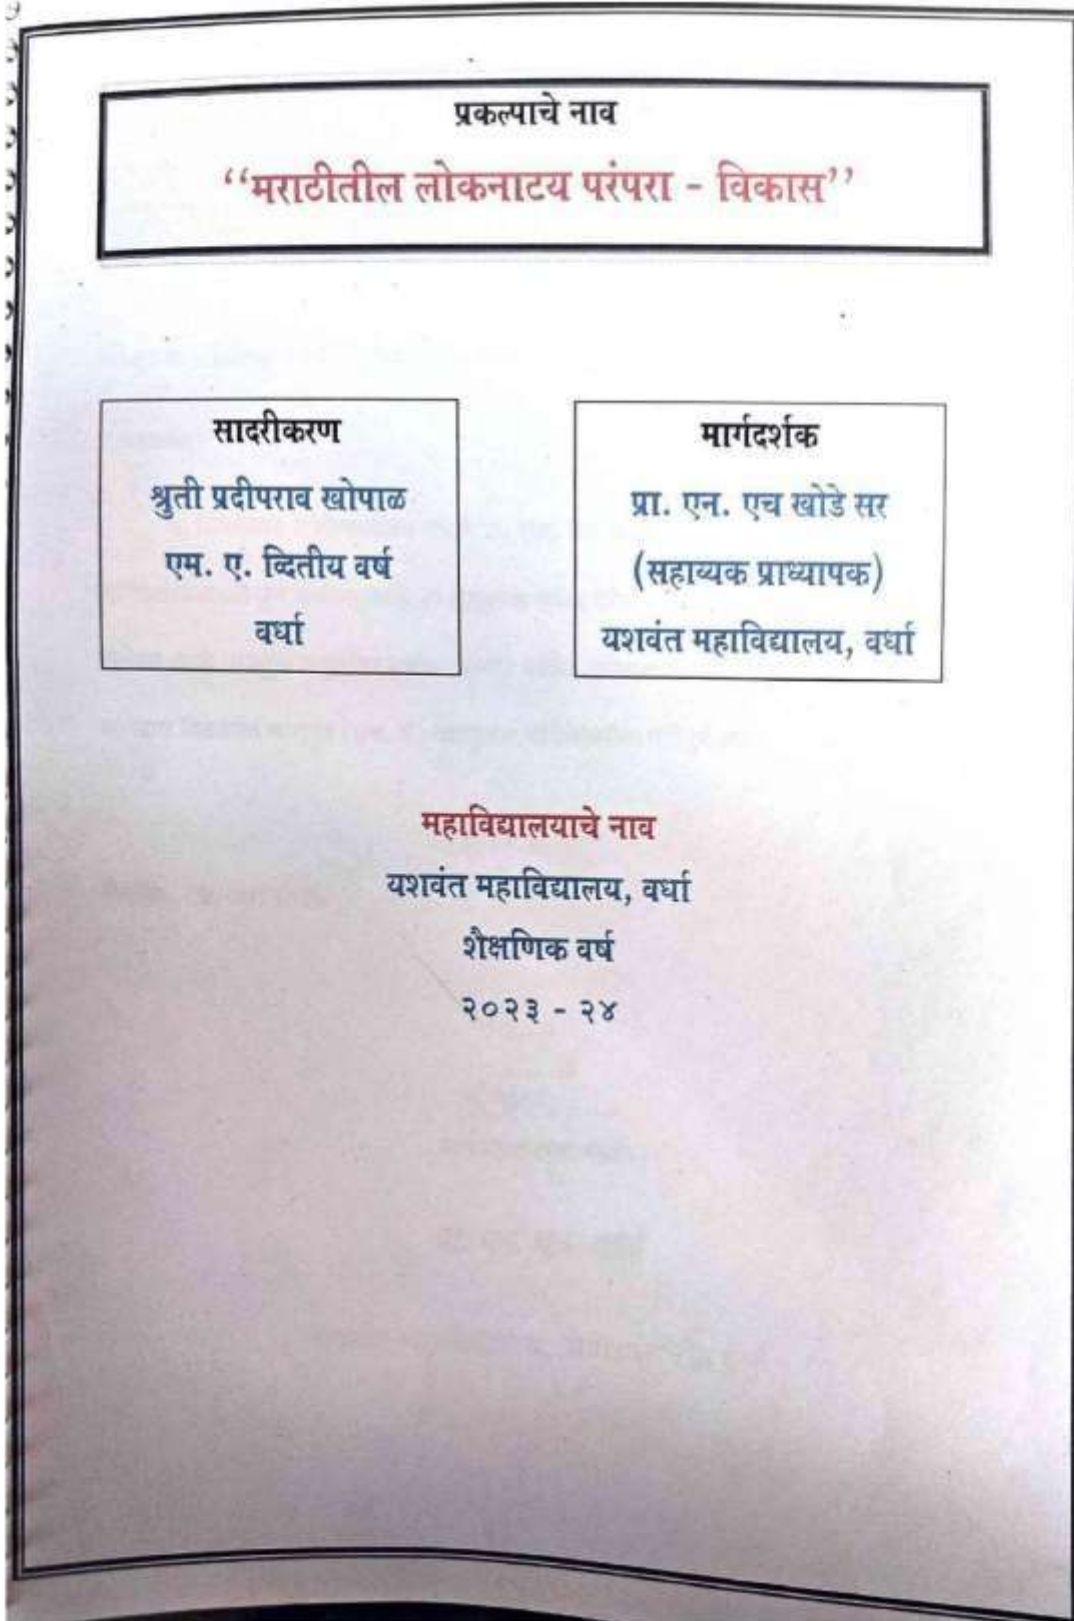 प्रकल्पाचे नाव
‘‘मराटीतील लोकनाटय परंपरा - विकास’’
सादरीकरण
श्रुती प्रदीपराव खोपाळ
एम. ए. व्दितीय वर्ष
वर्धा
मार्गदर्शक
प्रा. एन. एच खोडे सर
(सहाय्यक प्राध्यापक)
यशवंत महाविद्यालय, वर्धा
महाविद्यालयाचे नाव
यशवंत महाविद्यालय, वर्धा
शैक्षणिक वर्ष
२०२३ - २४